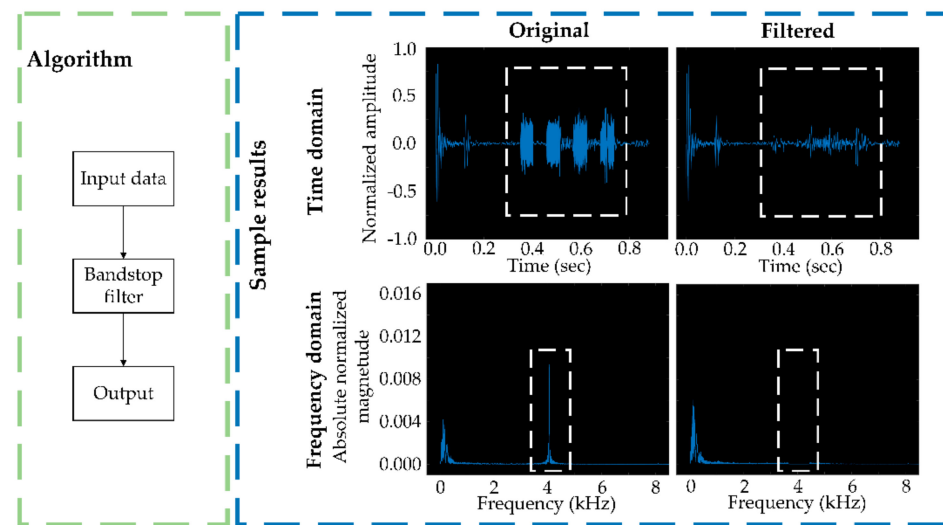 Algorithm
Input data
Bandstop
filter
Output
Sample results
Original
Filtered
Time domain
Normalized amplitude
1.0
0.5
0.0
-0.5
-1.0
0.0 0.2 0.4 0.6 0.8
Time (sec)
0.0 0.2 0.4 0.6 0.8
Time (sec)
Frequency domain
Absolute normalized
magnetude
0.016
0.012
0.008
0.004
0.000
0 2 4 6 8
Frequency (kHz)
0 2 4 6 8
Frequency (kHz)